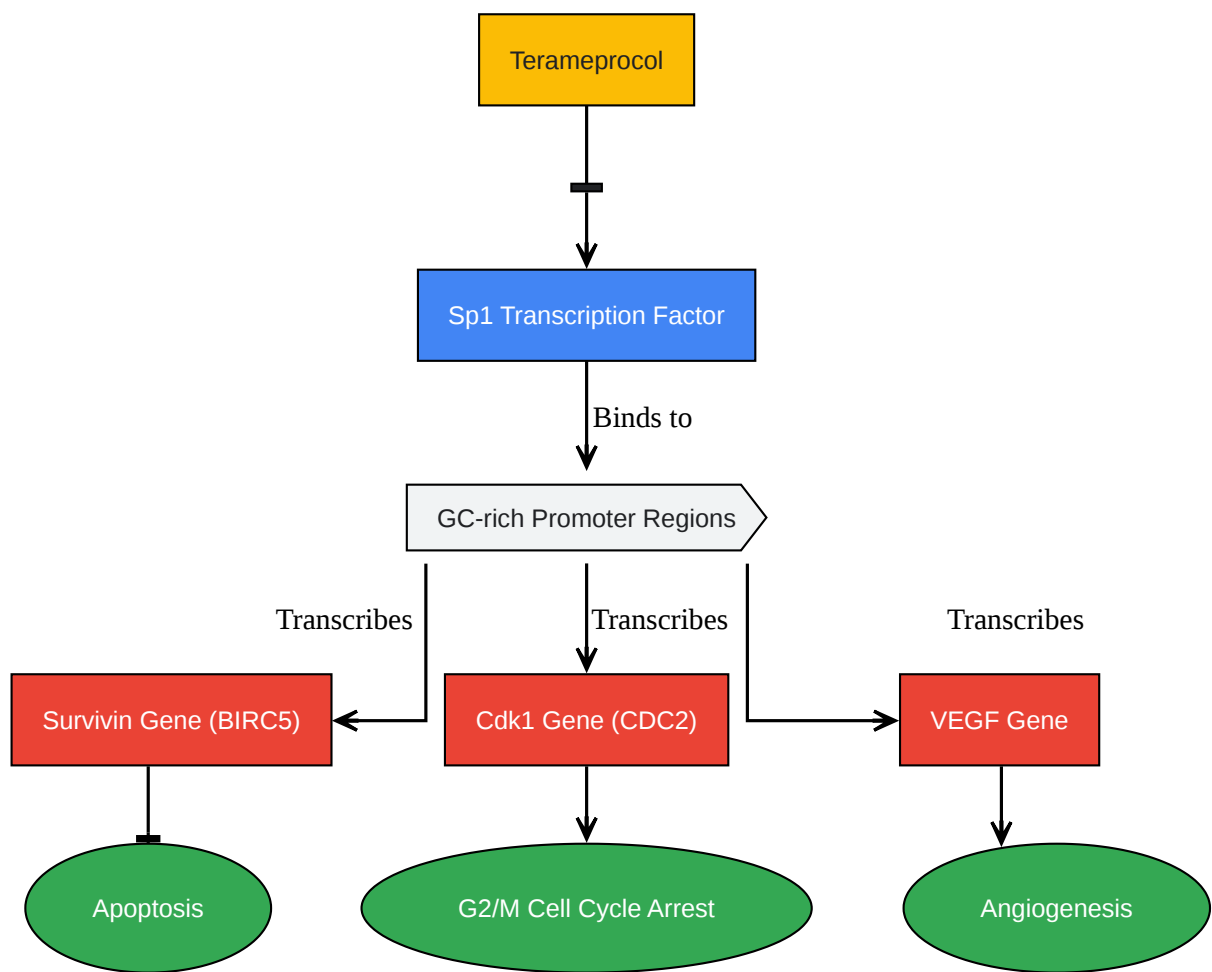 Terameprocol
Sp1 Transcription Factor
Binds to
GC-rich Promoter Regions
Transcribes
Transcribes
Transcribes
Survivin Gene (BIRC5)
Cdk1 Gene (CDC2)
VEGF Gene
Apoptosis
G2/M Cell Cycle Arrest
Angiogenesis